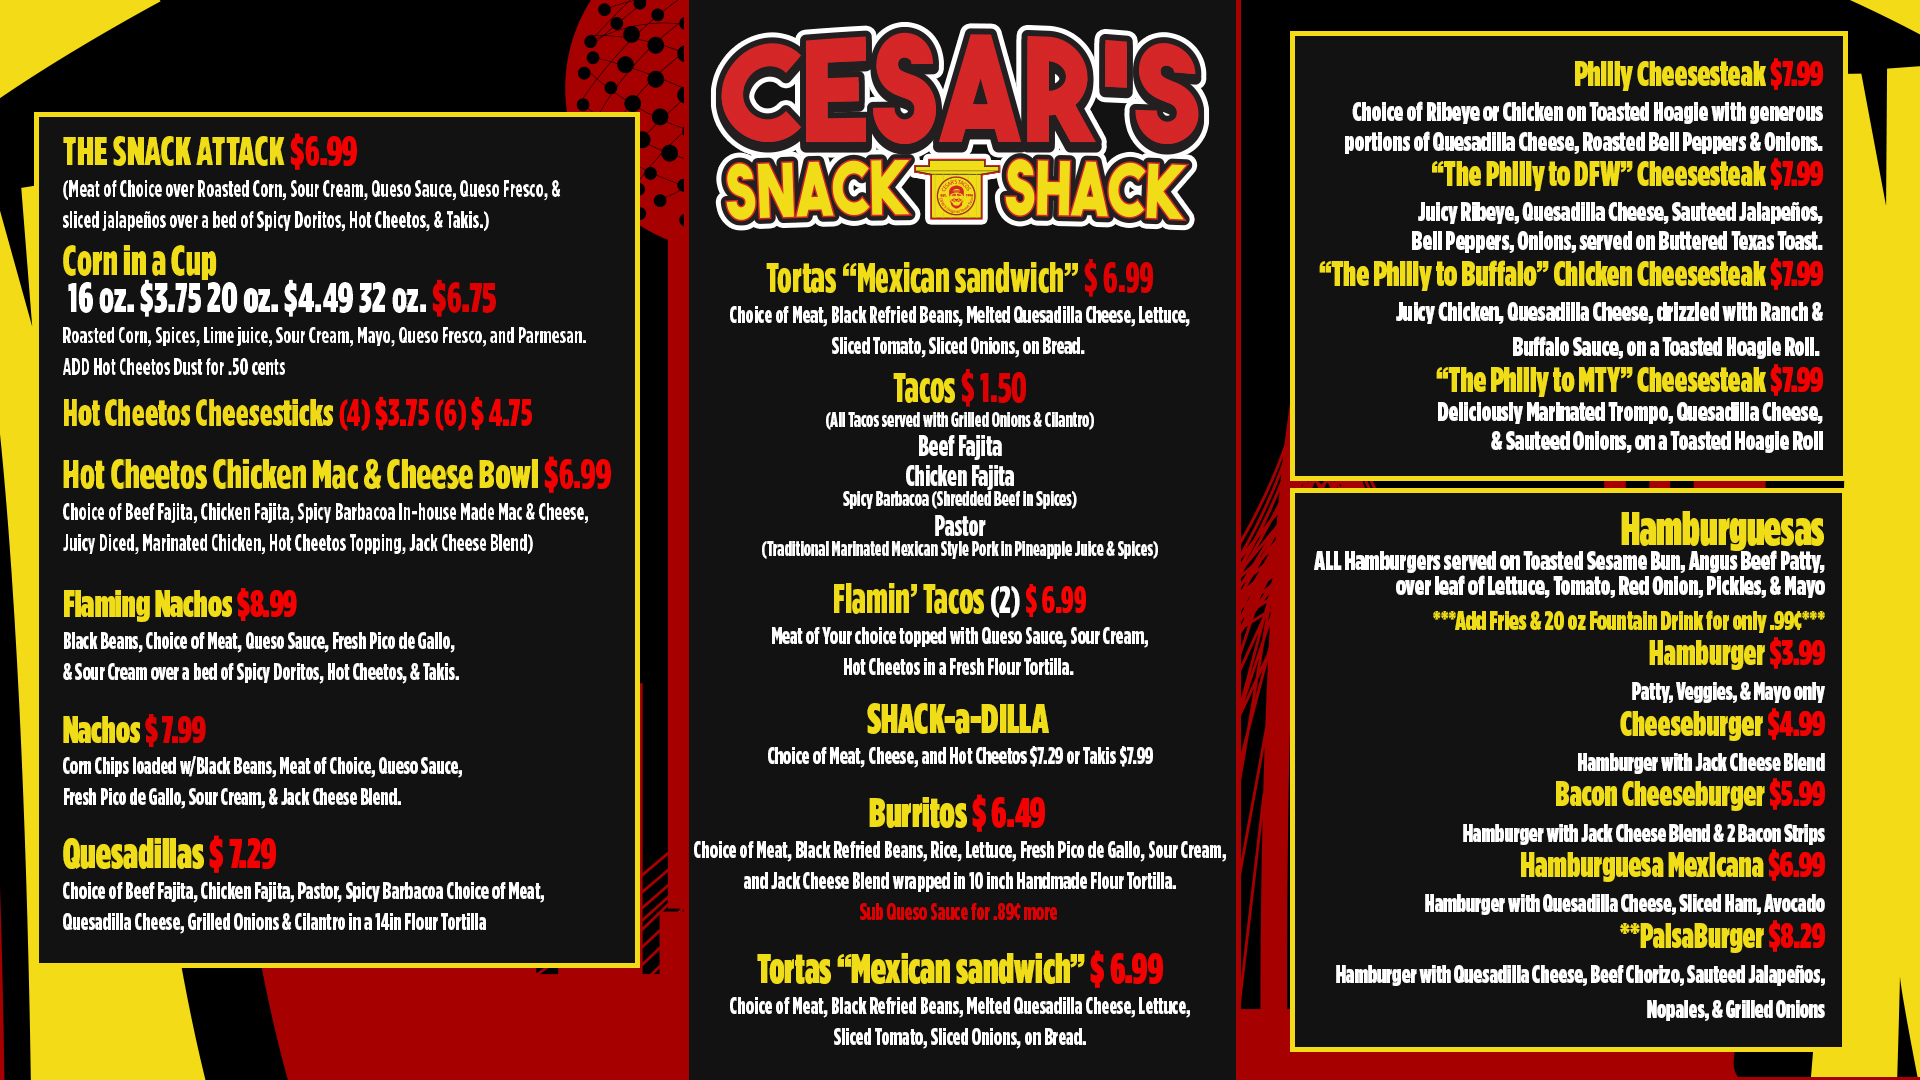 THE SNACK ATTACK $6.99
(Meat of Choice over Roasted Corn, Sour Cream, Queso Sauce, Queso Fresco, &
sliced jalapeños over a bed of Spicy Doritos, Hot Cheetos, & Takis.)
Corn in a Cup
16 oz. $3.75 20 oz. $4.49 32 oz. $6.75
Roasted Corn, Spices, Lime juice, Sour Cream, Mayo, Queso Fresco, and Parmesan.
ADD Hot Cheetos Dust for .50 cents
Hot Cheetos Cheesesticks (4) $3.75 (6) $ 4.75
Hot Cheetos Chicken Mac & Cheese Bowl $6.99
Choice of Beef Fajita, Chicken Fajita, Spicy Barbacoa In-house Made Mac & Cheese,
Juicy Diced, Marinated Chicken, Hot Cheetos Topping, Jack Cheese Blend)
Flaming Nachos $8.99
Black Beans, Choice of Meat, Queso Sauce, Fresh Pico de Gallo,
& Sour Cream over a bed of Spicy Doritos, Hot Cheetos, & Takis.
Nachos $ 7.99
Corn Chips loaded w/Black Beans, Meat of Choice, Queso Sauce,
Fresh Pico de Gallo, Sour Cream, & Jack Cheese Blend.
Quesadillas $ 7.29
Choice of Beef Fajita, Chicken Fajita, Pastor, Spicy Barbacoa Choice of Meat,
Quesadilla Cheese, Grilled Onions & Cilantro in a 14in Flour Tortilla
CESAR'S
SNACK SHACK
Tortas “Mexican sandwich” $ 6.99
Choice of Meat, Black Refried Beans, Melted Quesadilla Cheese, Lettuce,
Sliced Tomato, Sliced Onions, on Bread.
Tacos $ 1.50
(All Tacos served with Grilled Onions & Cilantro)
Beef Fajita
Chicken Fajita
Spicy Barbacoa (Shredded Beef in Spices)
Pastor
(Traditional Marinated Mexican Style Pork in Pineapple Juice & Spices)
Flamin’ Tacos (2) $ 6.99
Meat of Your choice topped with Queso Sauce, Sour Cream,
Hot Cheetos in a Fresh Flour Tortilla.
SHACK-a-DILLA
Choice of Meat, Cheese, and Hot Cheetos $7.29 or Takis $7.99
Burritos $ 6.49
Choice of Meat, Black Refried Beans, Rice, Lettuce, Fresh Pico de Gallo, Sour Cream,
and Jack Cheese Blend wrapped in 10 inch Handmade Flour Tortilla.
Sub Queso Sauce for .89¢ more
Tortas “Mexican sandwich” $ 6.99
Choice of Meat, Black Refried Beans, Melted Quesadilla Cheese, Lettuce,
Sliced Tomato, Sliced Onions, on Bread.
Philly Cheesesteak $7.99
Choice of Ribeye or Chicken on Toasted Hoagie with generous
portions of Quesadilla Cheese, Roasted Bell Peppers & Onions.
“The Philly to DFW” Cheesesteak $7.99
Juicy Ribeye, Quesadilla Cheese, Sauteed Jalapeños,
Bell Peppers, Onions, served on Buttered Texas Toast.
“The Philly to Buffalo” Chicken Cheesesteak $7.99
Juicy Chicken, Quesadilla Cheese, drizzled with Ranch &
Buffalo Sauce, on a Toasted Hoagie Roll.
“The Philly to MTY” Cheesesteak $7.99
Deliciously Marinated Trompo, Quesadilla Cheese,
& Sauteed Onions, on a Toasted Hoagie Roll
Hamburguesas
ALL Hamburgers served on Toasted Sesame Bun, Angus Beef Patty,
over leaf of Lettuce, Tomato, Red Onion, Pickles, & Mayo
***Add Fries & 20 oz Fountain Drink for only .99¢***
Hamburger $3.99
Patty, Veggies, & Mayo only
Cheeseburger $4.99
Hamburger with Jack Cheese Blend
Bacon Cheeseburger $5.99
Hamburger with Jack Cheese Blend & 2 Bacon Strips
Hamburguesa Mexicana $6.99
Hamburger with Quesadilla Cheese, Sliced Ham, Avocado
**PaisaBurger $8.29
Hamburger with Quesadilla Cheese, Beef Chorizo, Sauteed Jalapeños,
Nopales, & Grilled Onions